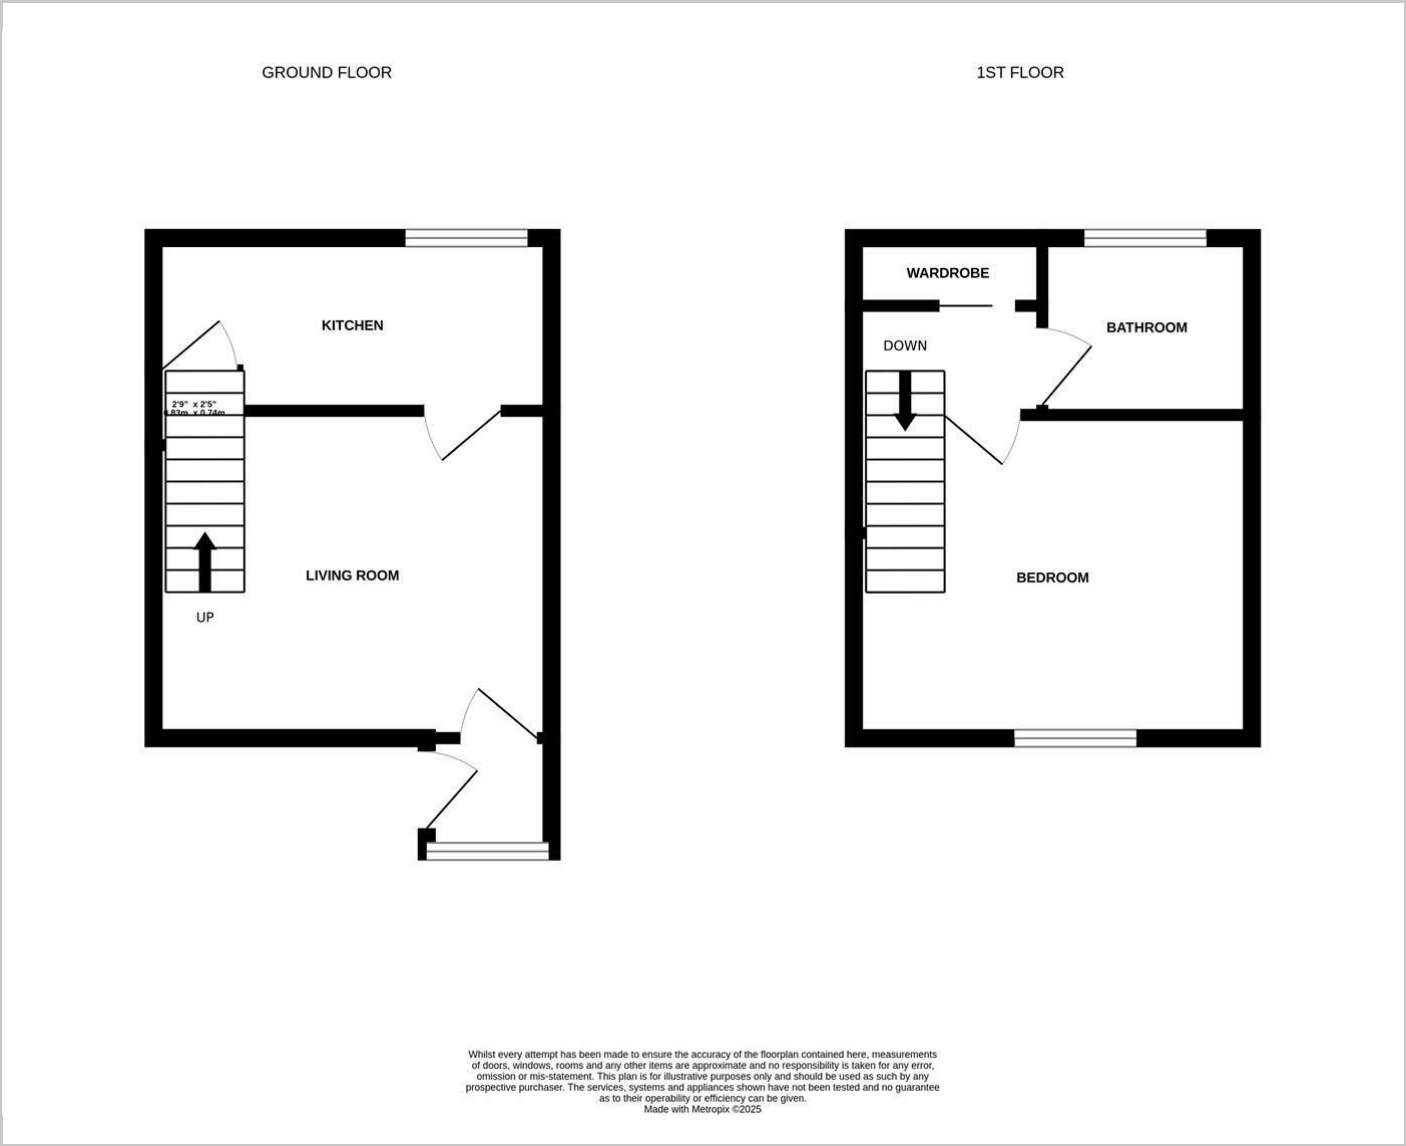 GROUND FLOOR
1ST FLOOR
WARDROBE
KITCHEN
BATHROOM
DOWN
2'9" x 2'5"
0.83m x 0.74m
LIVING ROOM
BEDROOM
UP
Whilst every attempt has been made to ensure the accuracy of the floorplan contained here, measurements
of doors, windows, rooms and any other items are approximate and no responsibility is taken for any error,
omission or mis-statement. This plan is for illustrative purposes only and should be used as such by any
prospective purchaser. The services, systems and appliances shown have not been tested and no guarantee
as to their operability or efficiency can be given.
Made with Metropix ©2025